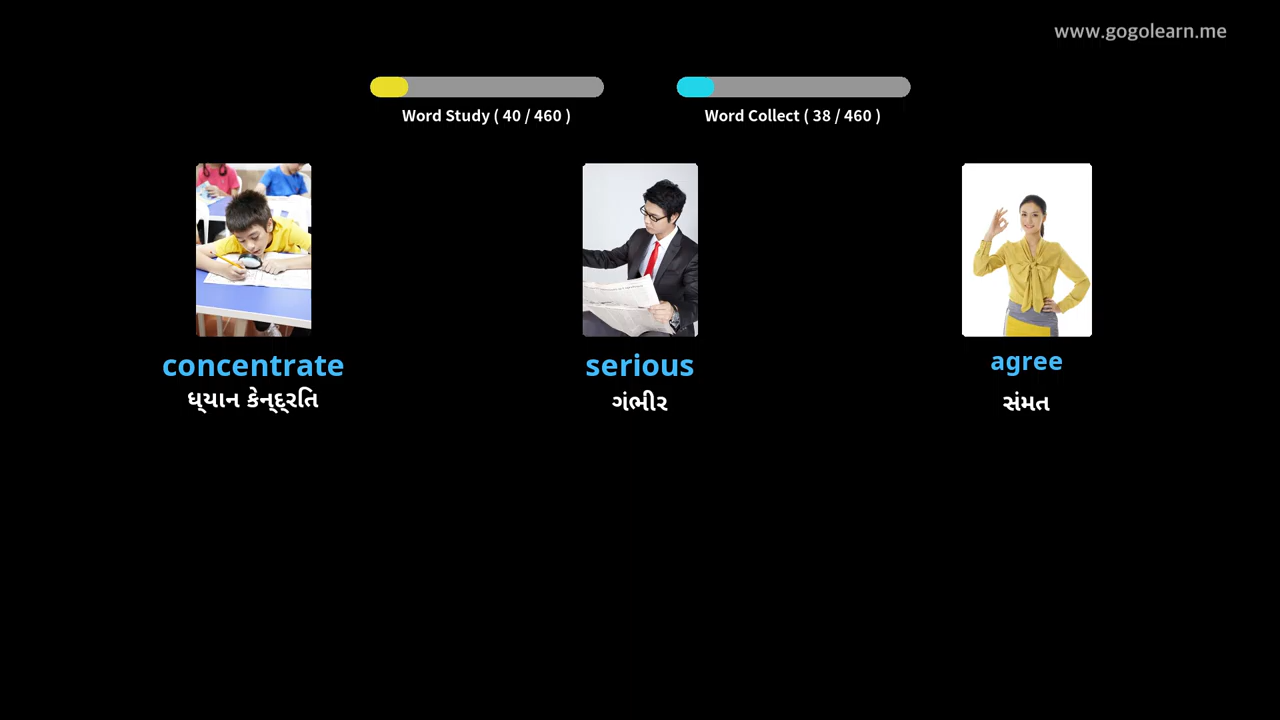 www.gogolearn.me
Word Study ( 40 / 460 )
Word Collect ( 38 / 460 )
concentrate
ધ્યાન કેન્દ્રતિ
serious
ગંભીર
agree
સંમત